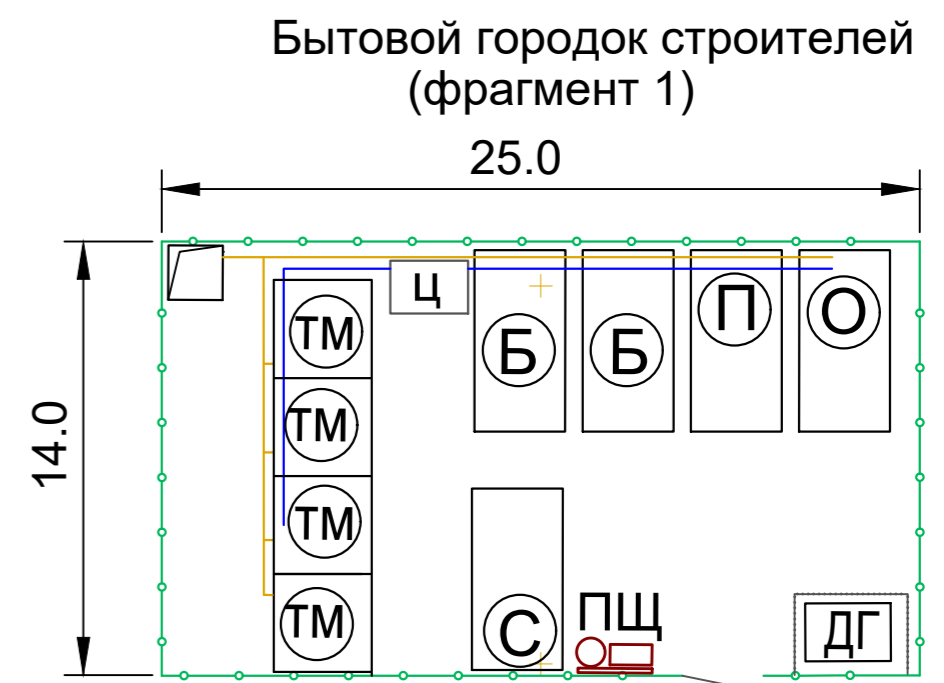 Бытовой городок строителей
(фрагмент 1)
25.0
14.0
Ц
ТМ
Б
Б
П
О
ТМ
ТМ
ТМ
С
ПЩ
ДГ